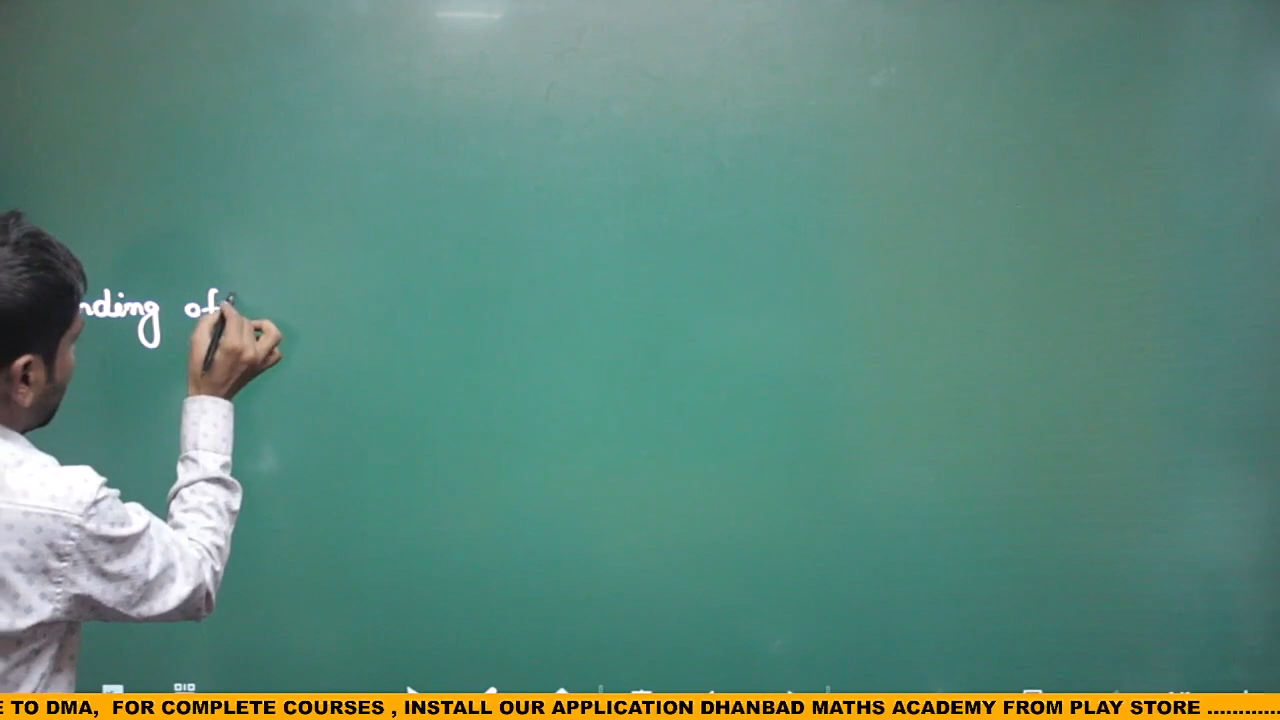 nding of
E TO DMA, FOR COMPLETE COURSES , INSTALL OUR APPLICATION DHANBAD MATHS ACADEMY FROM PLAY STORE ............